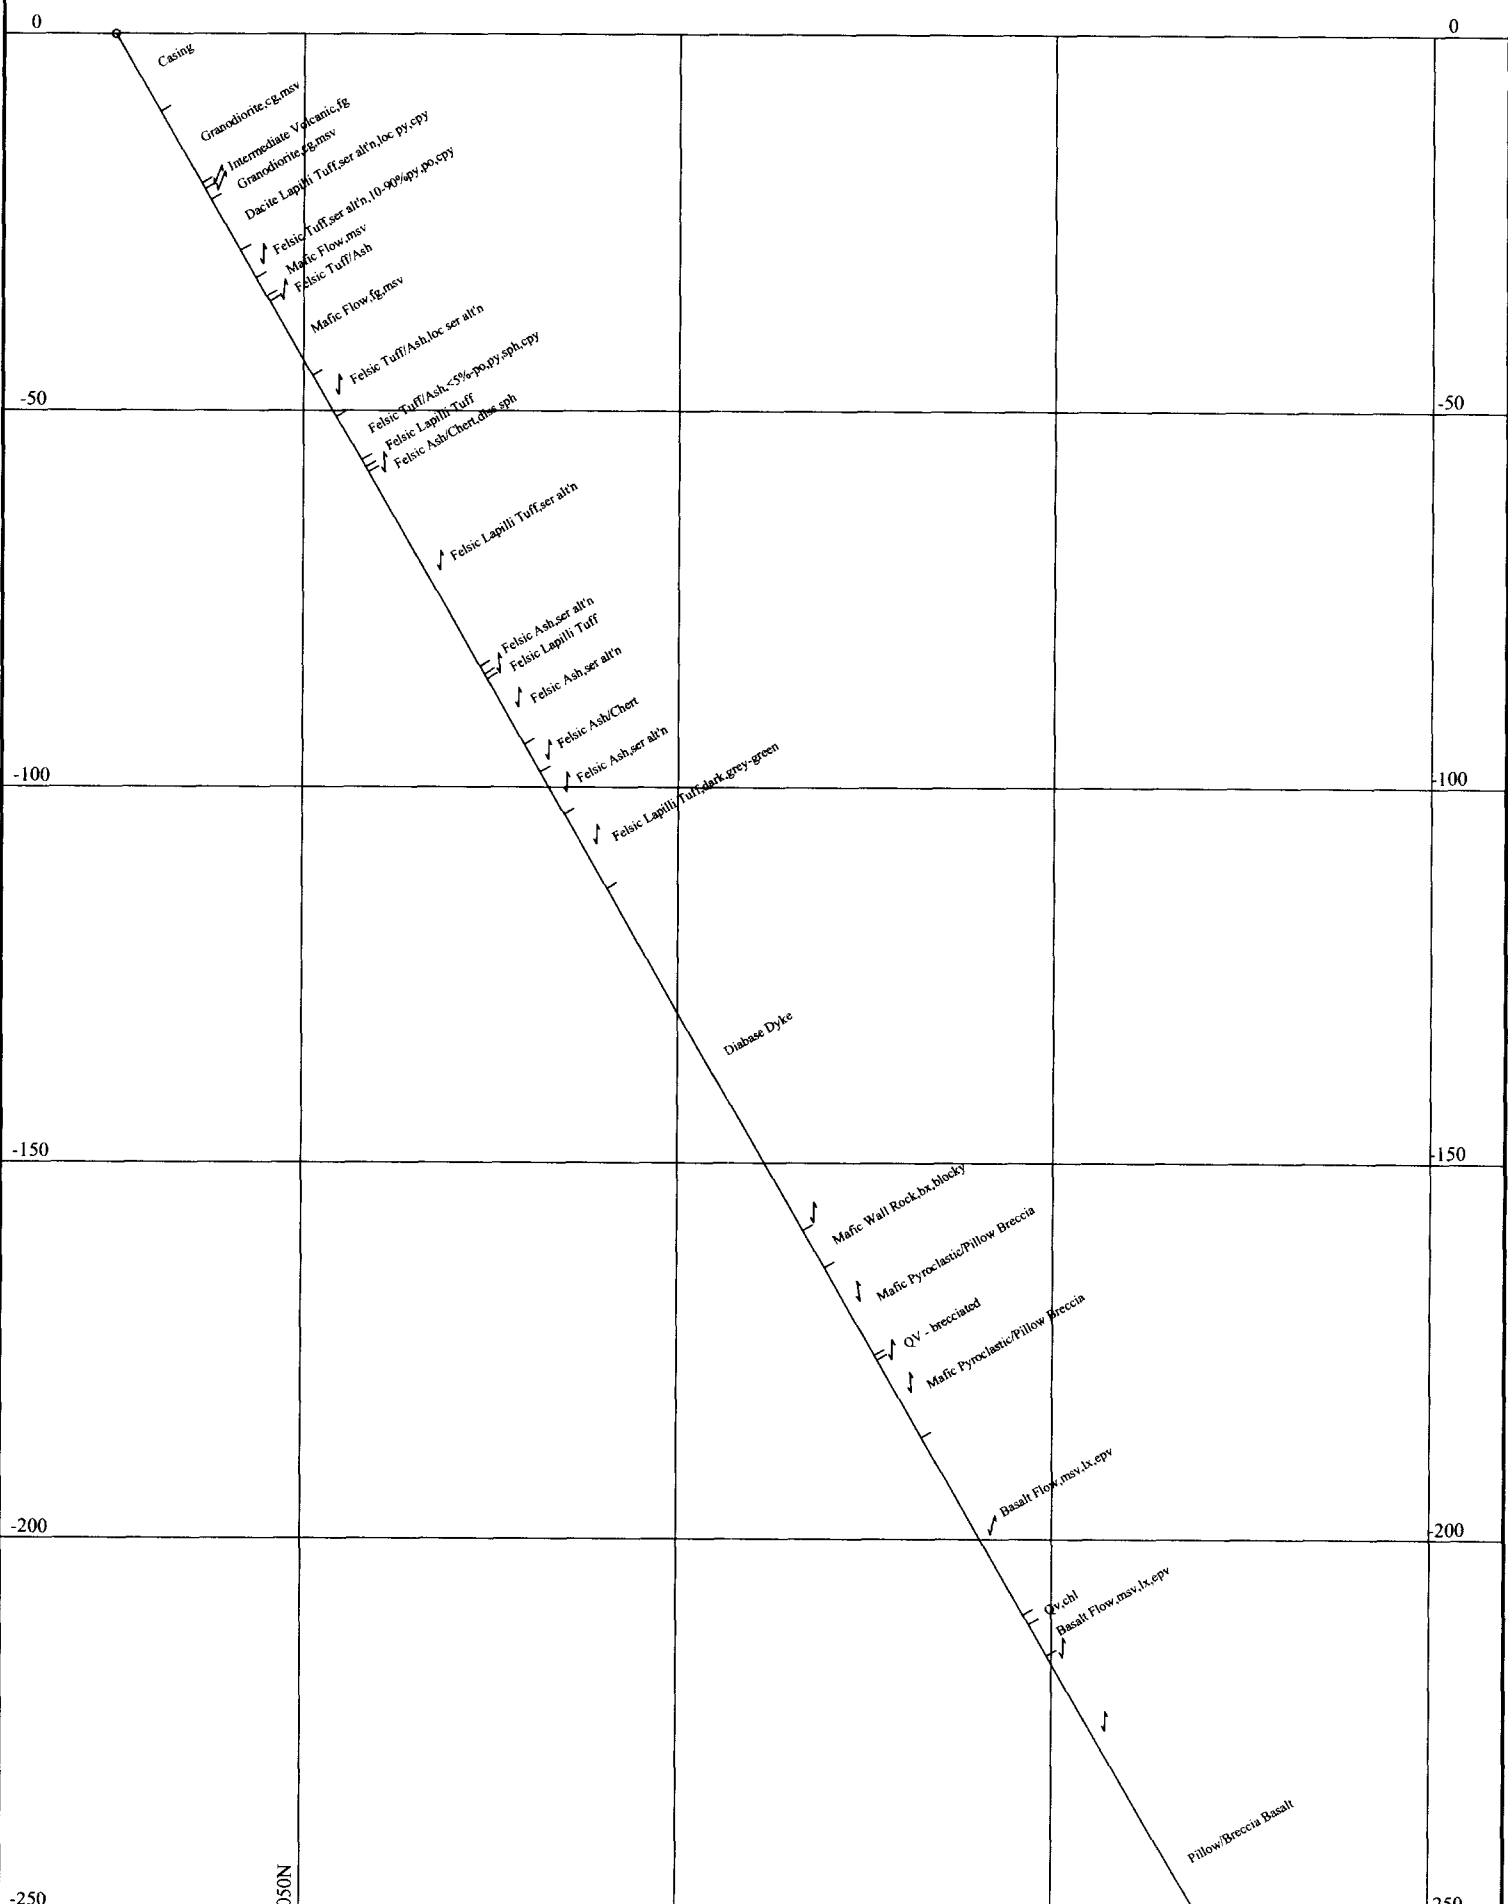 0
0
Casing
Granodiorite,cg,msv
Intermediate Volcanic,fg
Granodiorite,cg,msv
Dacite Lapilli Tuff,ser alt'n,loc py,cpy
Felsic Tuff,ser alt'n,10-90%py,po,cpy
Mafic Flow,msv
Felsic Tuff/Ash
Mafic Flow,fg,msv
Felsic Tuff/Ash,loc ser alt'n
-50
-50
Felsic Tuff/Ash,<5%-po,py,sph,cpy
Felsic Lapilli Tuff
Felsic Ash/Chert,diss sph
Felsic Lapilli Tuff,ser alt'n
Felsic Ash,ser alt'n
Felsic Lapilli Tuff
Felsic Ash,ser alt'n
Felsic Ash/Chert
Felsic Ash,ser alt'n
-100
-100
Felsic Lapilli Tuff,dark,grey-green
Diabase Dyke
-150
-150
Mafic Wall Rock,bx,blocky
Mafic Pyroclastic/Pillow Breccia
QV - brecciated
Mafic Pyroclastic/Pillow Breccia
Basalt Flow,msv,lx,epv
-200
-200
Qv,chl
Basalt Flow,msv,lx,epv
Pillow/Breccia Basalt
050N
-250
250